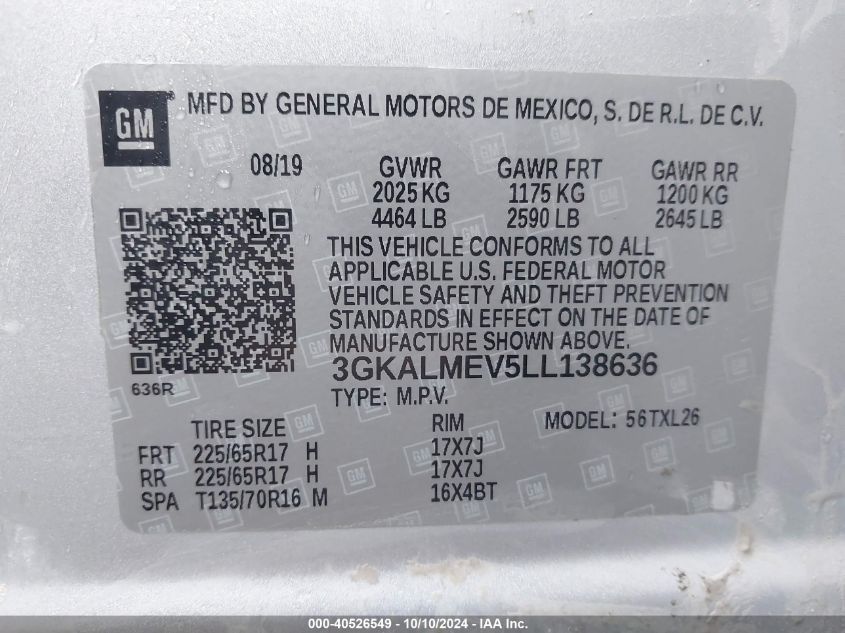 GM MFD BY GENERAL MOTORS DE MEXICO, S. DE R.L. DE C.V.
08/19 GVWR GAWR FRT GAWR RR
2025 KG 1175 KG 1200 KG
4464 LB 2590 LB 2645 LB
THIS VEHICLE CONFORMS TO ALL
APPLICABLE U.S. FEDERAL MOTOR
VEHICLE SAFETY AND THEFT PREVENTION
STANDARDS IN EFFECT ON THE DATE OF
MANUFACTURE SHOWN ABOVE.
3GKALMEV5LL138636
636R
TYPE: M.P.V.
TIRE SIZE RIM MODEL: 56TXL26
FRT 225/65R17 H 17X7J
RR 225/65R17 H 17X7J
SPA T135/70R16 M 16X4BT
000-40526549 - 10/10/2024 - IAA Inc.